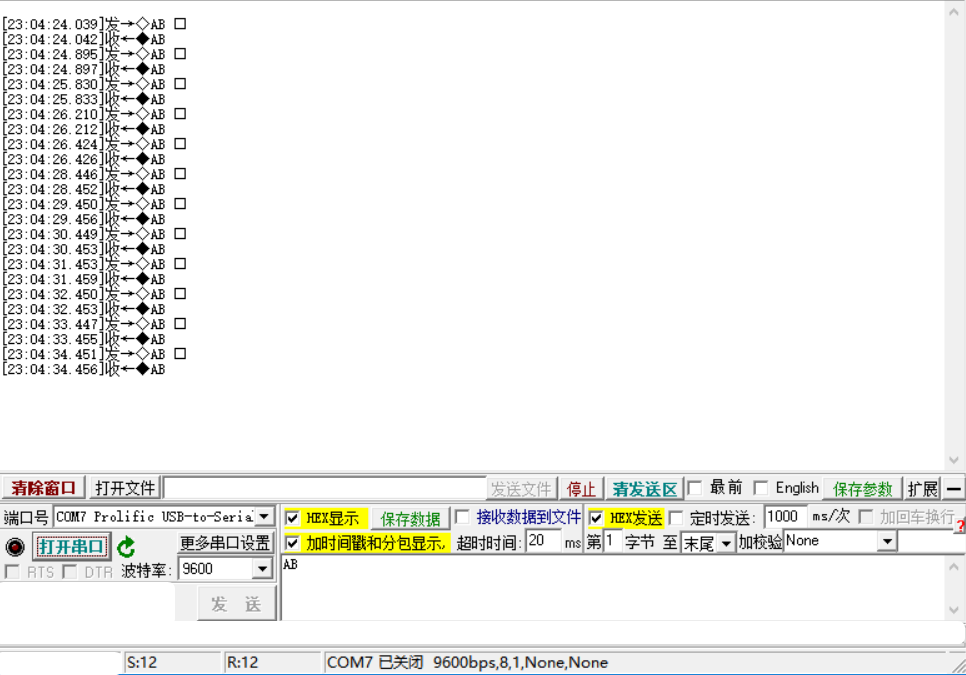 [23:04:24.039]发→◇AB □
[23:04:24.042]收←◆AB
[23:04:24.895]发→◇AB □
[23:04:24.897]收←◆AB
[23:04:25.830]发→◇AB □
[23:04:25.833]收←◆AB
[23:04:26.210]发→◇AB □
[23:04:26.212]收←◆AB
[23:04:26.424]发→◇AB □
[23:04:26.426]收←◆AB
[23:04:28.446]发→◇AB □
[23:04:28.452]收←◆AB
[23:04:29.450]发→◇AB □
[23:04:29.456]收←◆AB
[23:04:30.449]发→◇AB □
[23:04:30.453]收←◆AB
[23:04:31.453]发→◇AB □
[23:04:31.459]收←◆AB
[23:04:32.450]发→◇AB □
[23:04:32.453]收←◆AB
[23:04:33.447]发→◇AB □
[23:04:33.455]收←◆AB
[23:04:34.451]发→◇AB □
[23:04:34.456]收←◆AB
清除窗口 打开文件 发送文件 停止 清发送区 最前 English 保存参数 扩展 —
端口号 COM7 Prolific USB-to-Seria HEX显示 保存数据 接收数据到文件 HEX发送 定时发送: 1000 ms/次 加回车换行 ?
打开串口 更多串口设置 加时间戳和分包显示, 超时时间: 20 ms 第 1 字节 至 末尾 加校验 None
RTS DTR 波特率: 9600 AB
发 送
S:12 R:12 COM7 已关闭 9600bps,8,1,None,None